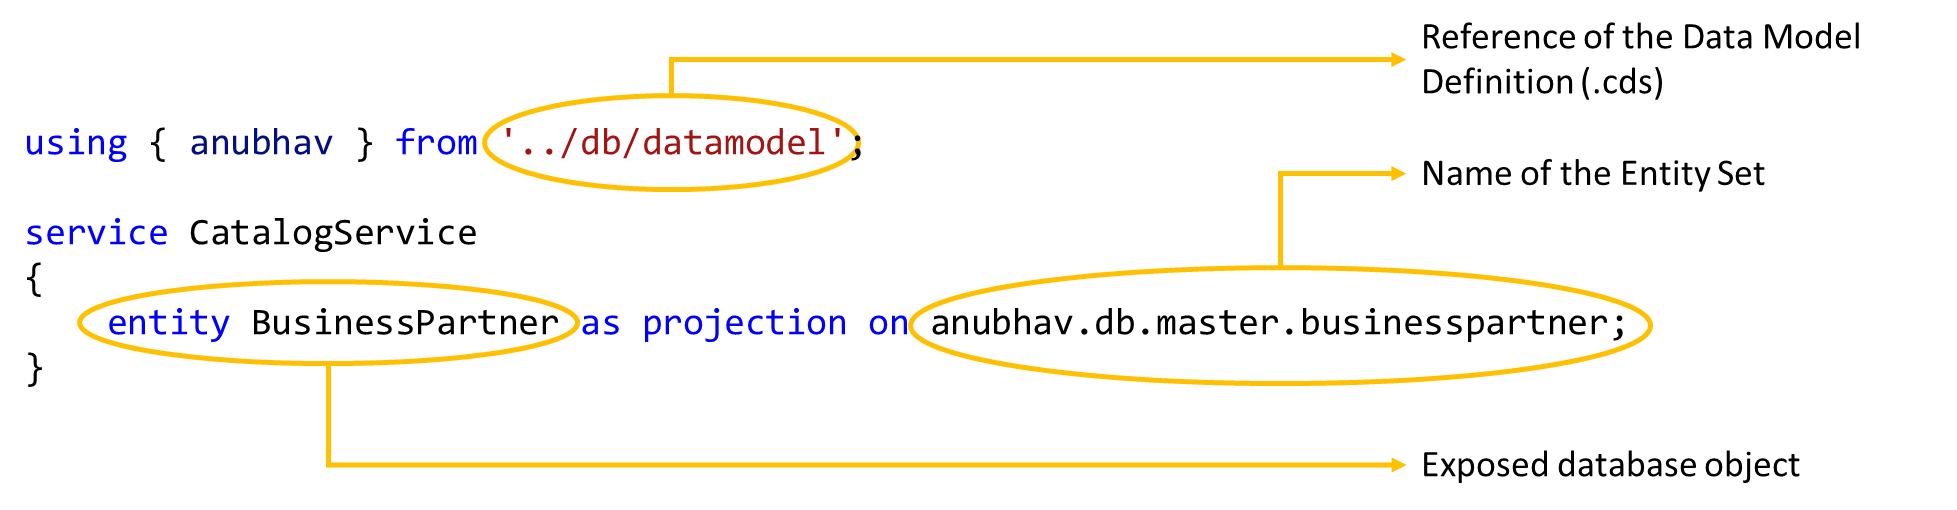 Reference of the Data Model
Definition (.cds)
using { anubhav } from '../db/datamodel';
Name of the Entity Set
service CatalogService
{
entity BusinessPartner as projection on anubhav.db.master.businesspartner;
}
Exposed database object